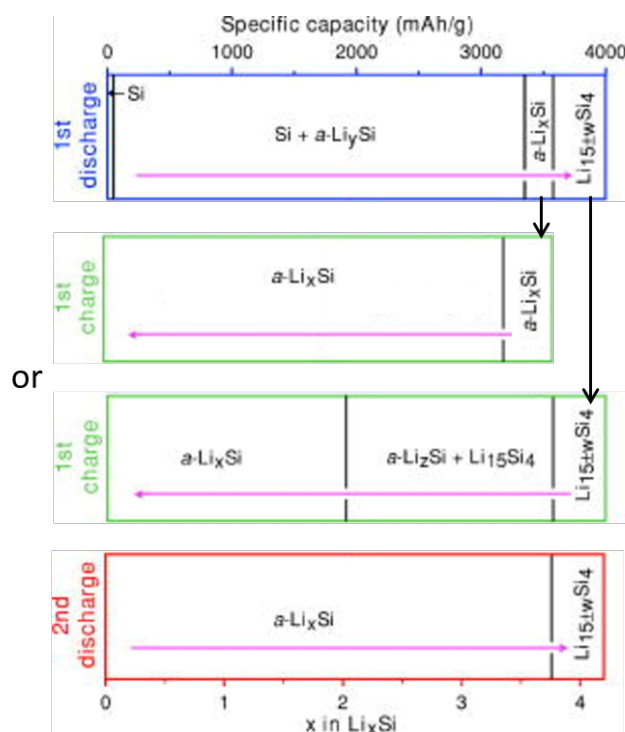 Specific capacity (mAh/g)
0 1000 2000 3000 4000
1st
discharge
Si
Si + a-LiySi
a-LixSi
Li15±wSi4
1st
charge
a-LixSi
a-LixSi
or
1st
charge
a-LixSi
a-LizSi + Li15Si4
Li15±wSi4
2nd
discharge
a-LixSi
Li15±wSi4
0 1 2 3 4
x in LixSi